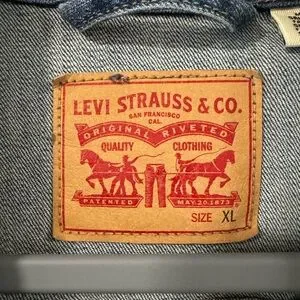 LEVI STRAUSS & CO.
SAN FRANCISCO
CAL.
ORIGINAL RIVETED
QUALITY CLOTHING
PATENTED MAY 20 1873
SIZE XL